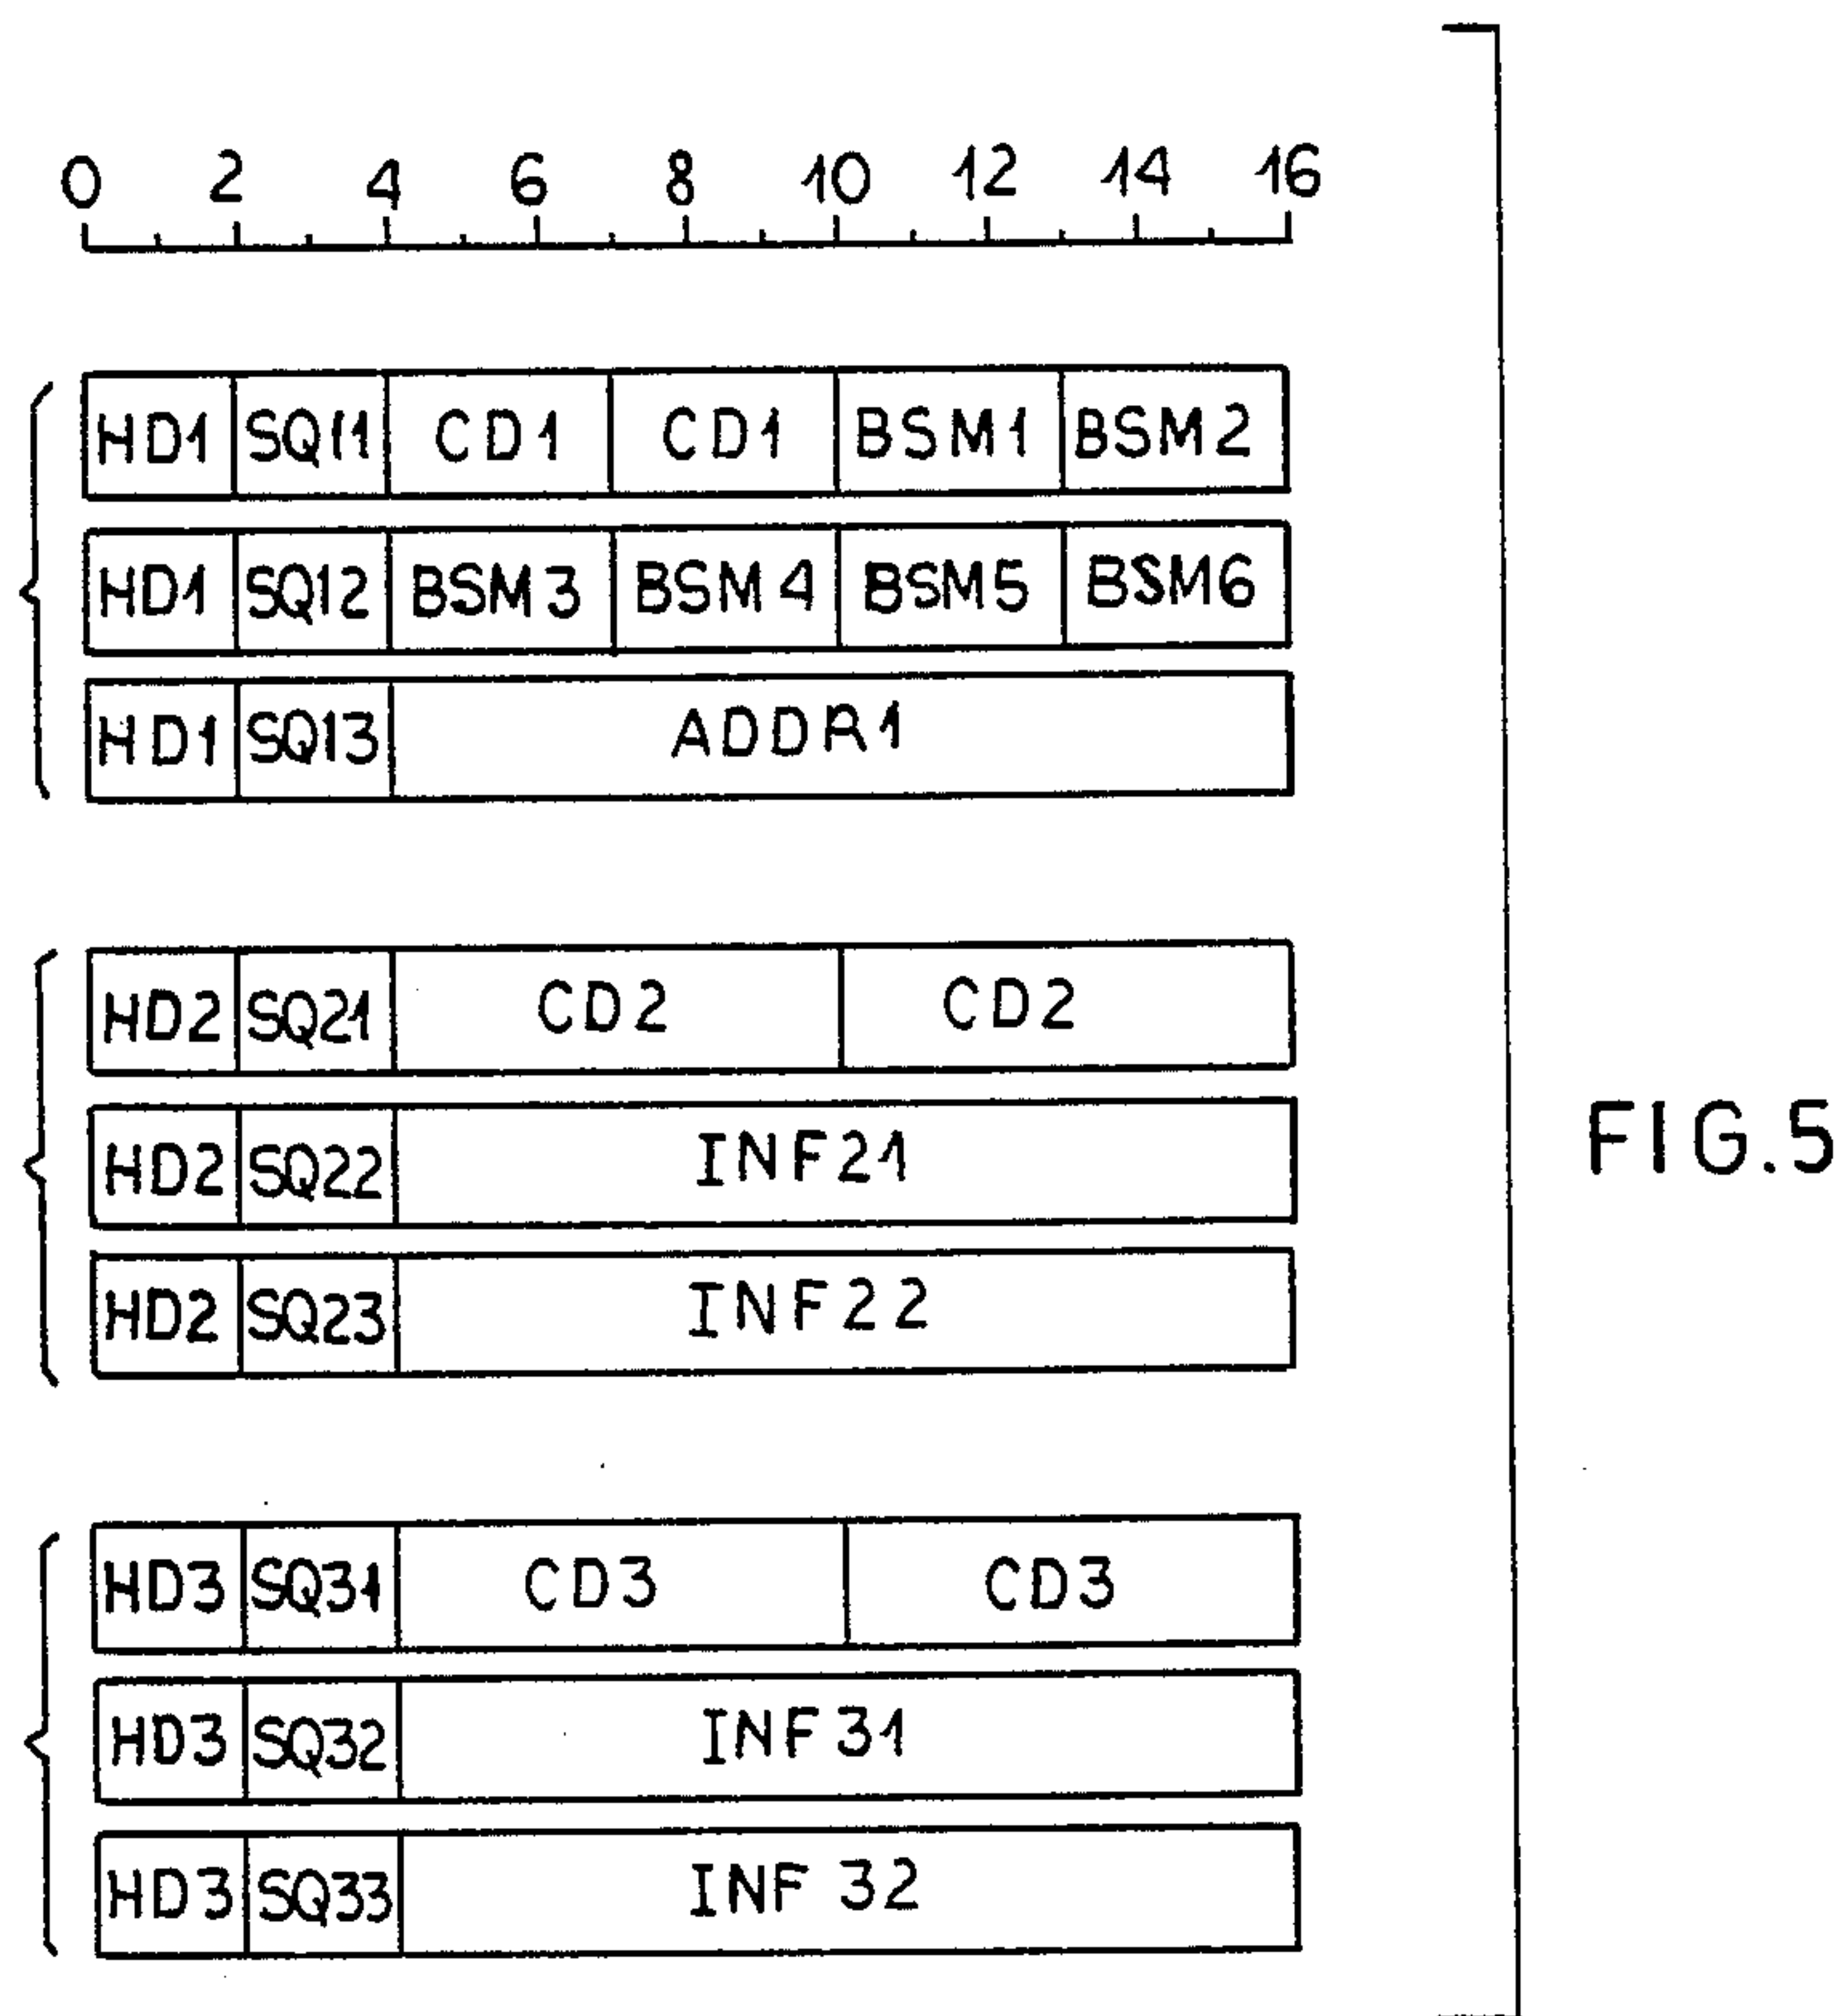 0 2 4 6 8 10 12 14 16
HD1 SQ11 CD1 CD1 BSM1 BSM2
HD1 SQ12 BSM3 BSM4 BSM5 BSM6
HD1 SQ13 ADDR1
HD2 SQ21 CD2 CD2
HD2 SQ22 INF21
HD2 SQ23 INF22
HD3 SQ31 CD3 CD3
HD3 SQ32 INF31
HD3 SQ33 INF32
FIG.5